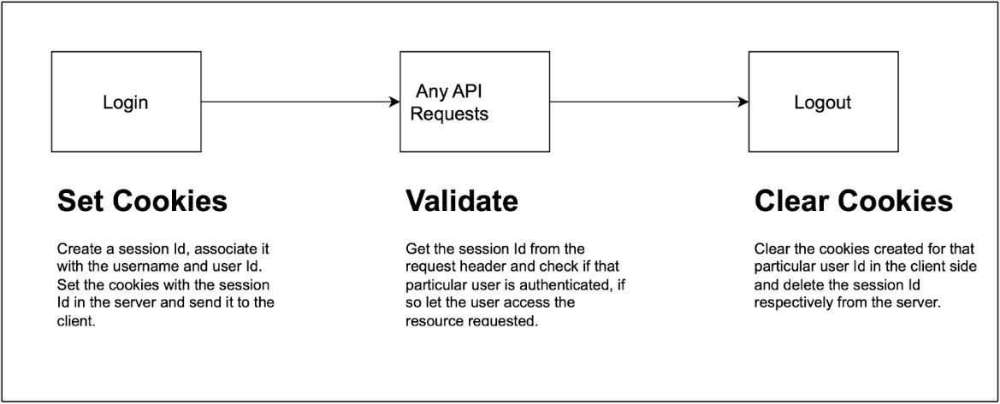 Login
Any API
Requests
Logout
Set Cookies
Create a session Id, associate it
with the username and user Id.
Set the cookies with the session
Id in the server and send it to the
client.
Validate
Get the session Id from the
request header and check if that
particular user is authenticated, if
so let the user access the
resource requested.
Clear Cookies
Clear the cookies created for that
particular user Id in the client side
and delete the session Id
respectively from the server.